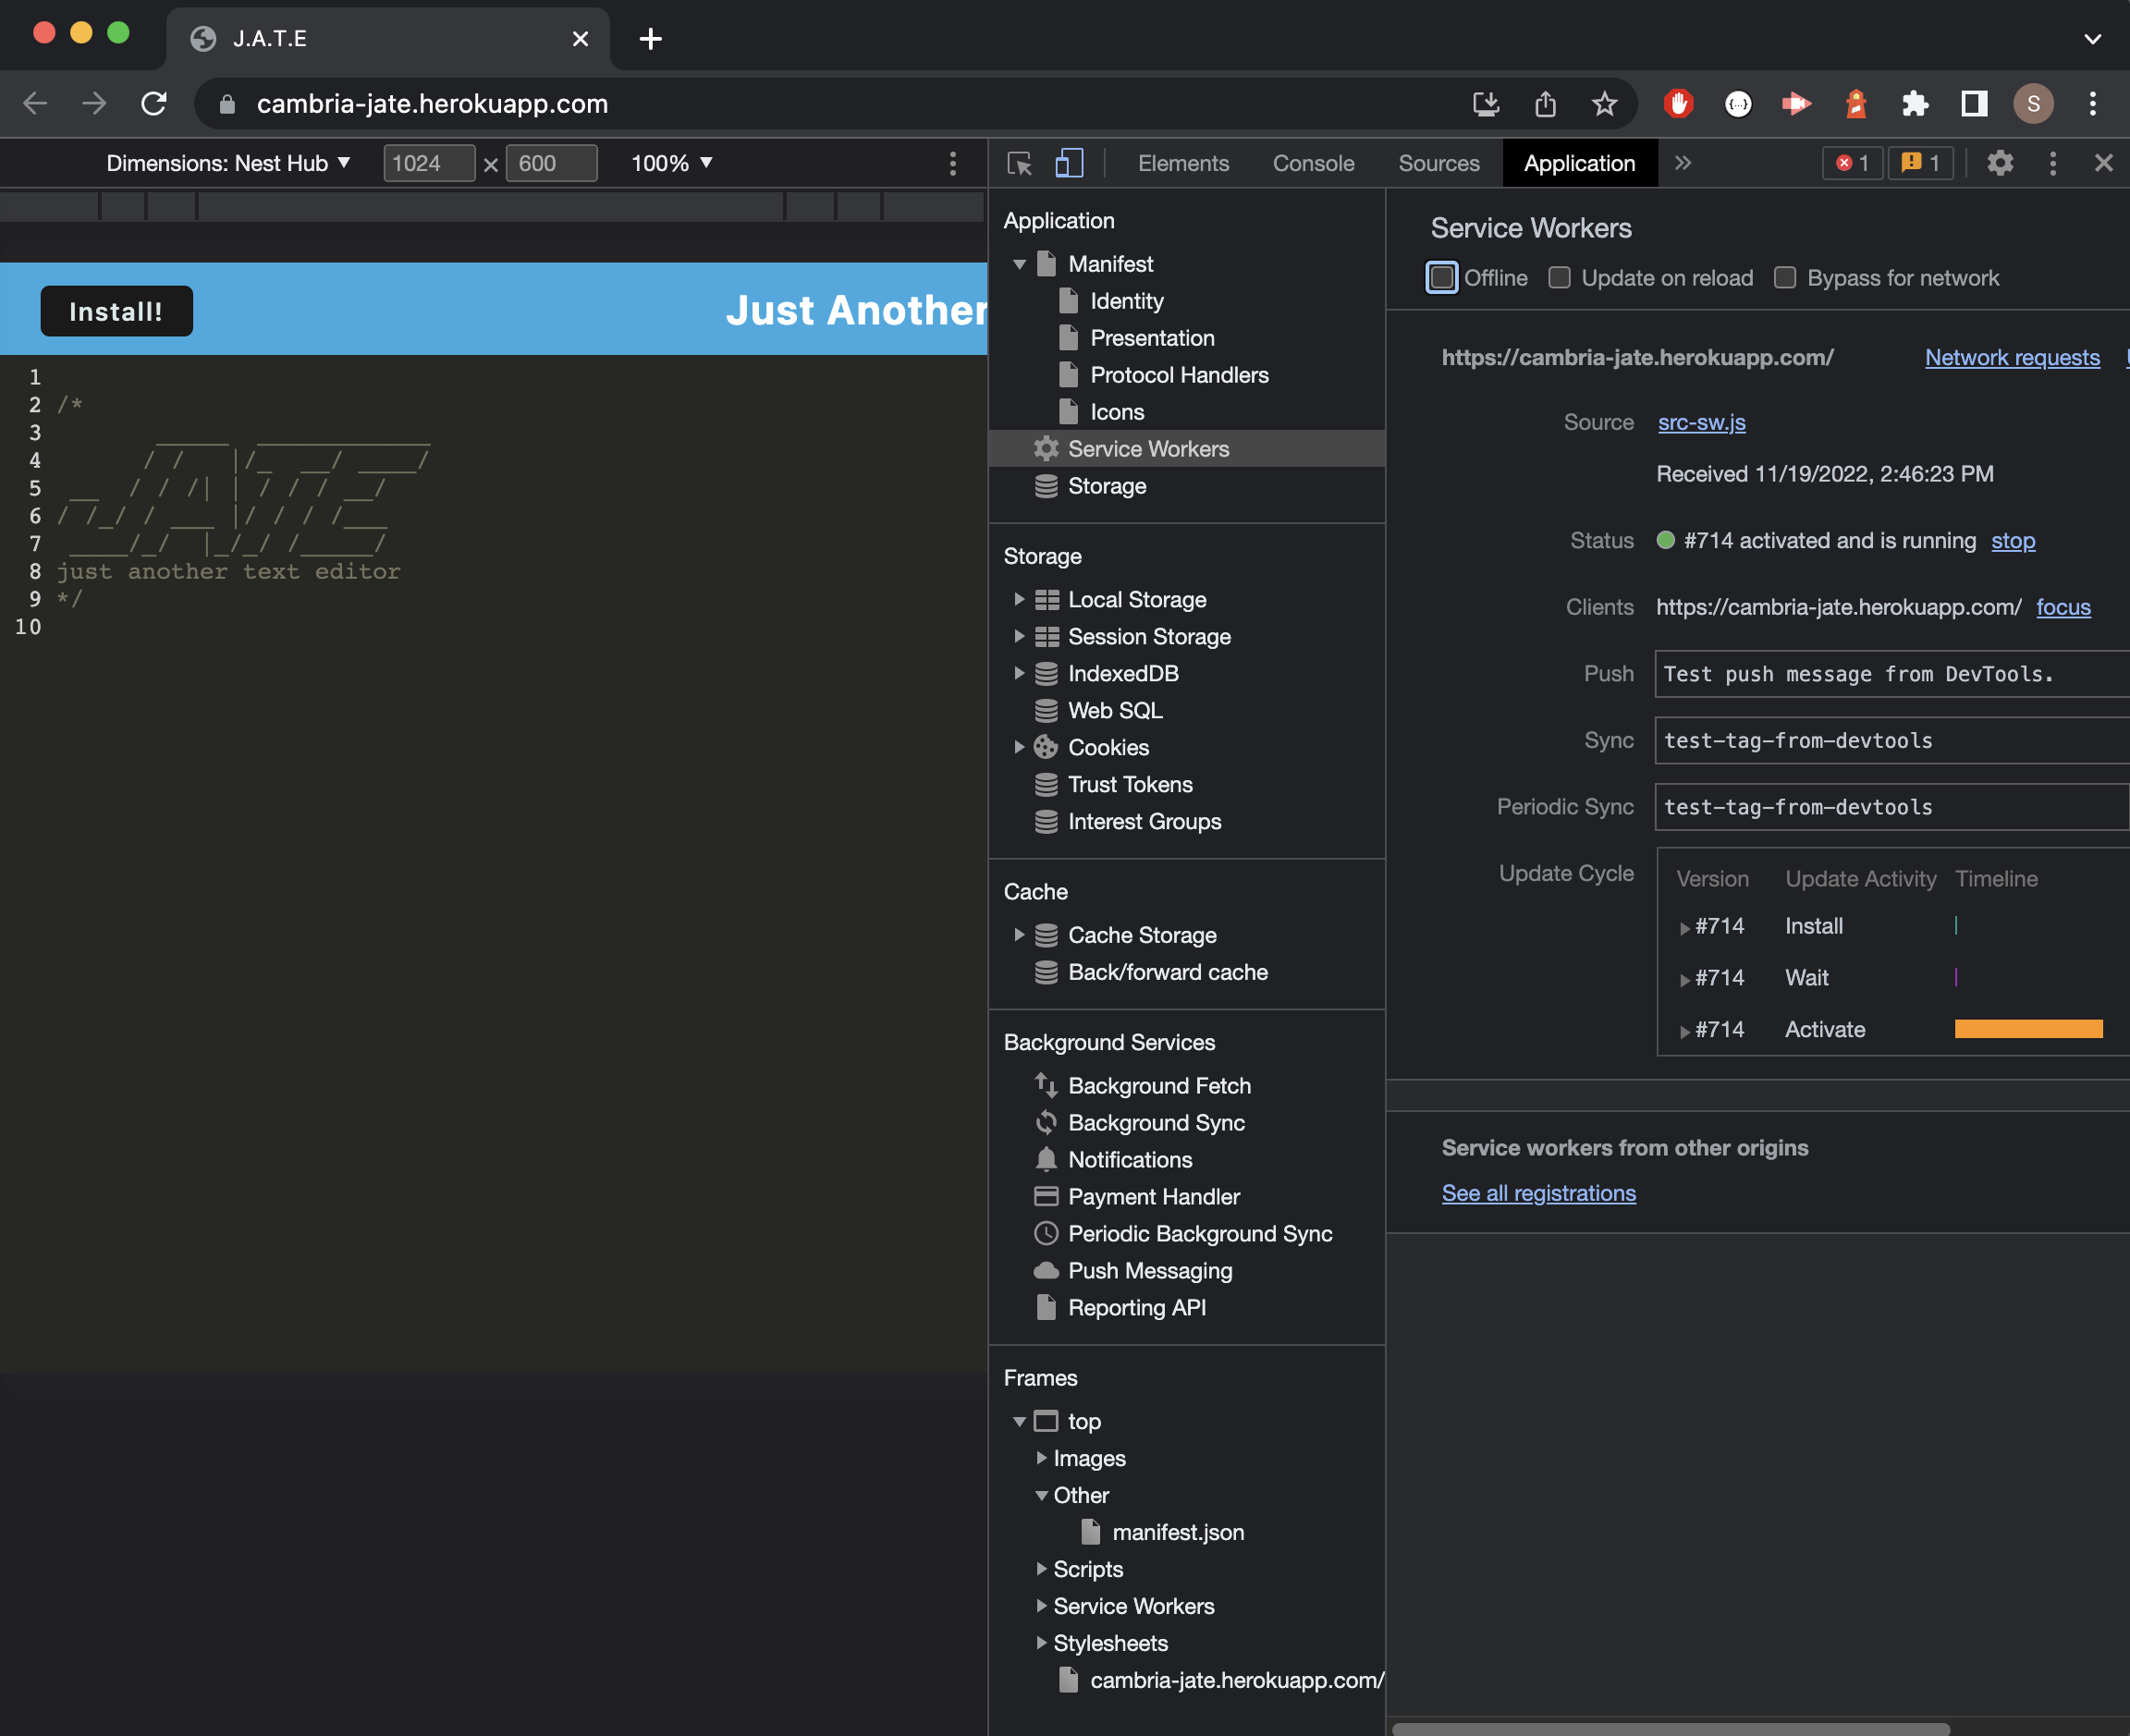 J.A.T.E
cambria-jate.herokuapp.com
S
Dimensions: Nest Hub ▼ 1024 × 600 100% ▼
Elements Console Sources Application » 1 1
Install!
Just Another
1
2 /*
3       _____  ____________
4      / /   |/_  __/ ____/
5  __  / / /| | / / / __/
6 / /_/ / ___ |/ / / /___
7  ____/_/  |_/_/ /_____/
8 just another text editor
9 */
10
Application
Manifest
Identity
Presentation
Protocol Handlers
Icons
Service Workers
Storage
Storage
Local Storage
Session Storage
IndexedDB
Web SQL
Cookies
Trust Tokens
Interest Groups
Cache
Cache Storage
Back/forward cache
Background Services
Background Fetch
Background Sync
Notifications
Payment Handler
Periodic Background Sync
Push Messaging
Reporting API
Frames
top
Images
Other
manifest.json
Scripts
Service Workers
Stylesheets
cambria-jate.herokuapp.com/
Service Workers
Offline Update on reload Bypass for network
https://cambria-jate.herokuapp.com/ Network requests
Source src-sw.js
Received 11/19/2022, 2:46:23 PM
Status #714 activated and is running stop
Clients https://cambria-jate.herokuapp.com/ focus
Push Test push message from DevTools.
Sync test-tag-from-devtools
Periodic Sync test-tag-from-devtools
Update Cycle
Version Update Activity Timeline
#714 Install
#714 Wait
#714 Activate
Service workers from other origins
See all registrations